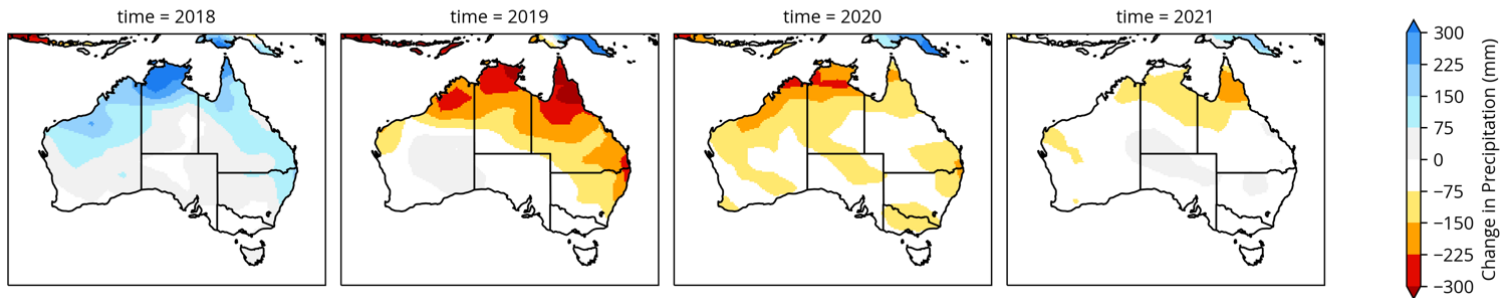 time = 2018
time = 2019
time = 2020
time = 2021
300
225
150
75
0
−75
−150
−225
−300
Change in Precipitation (mm)